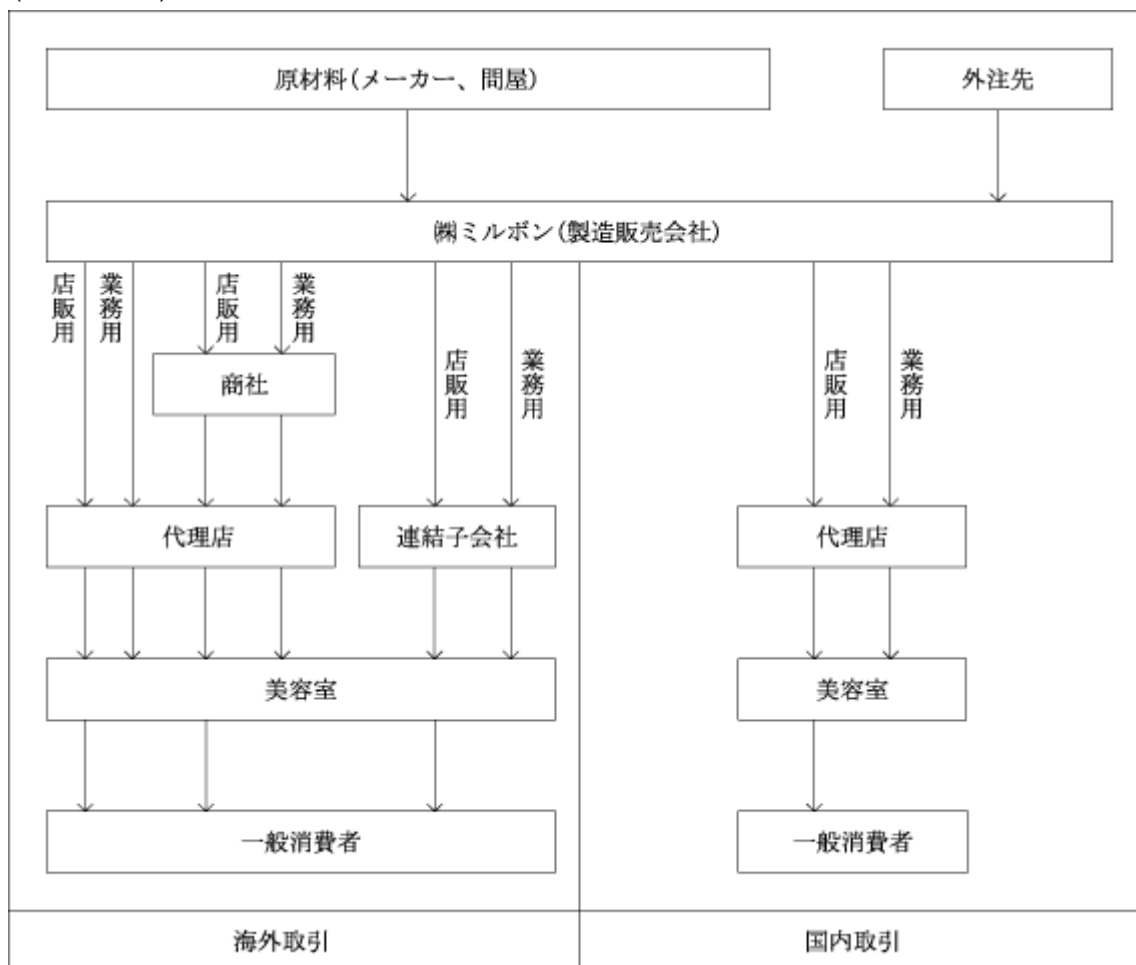 原材料(メーカー、問屋)
外注先
㈱ミルボン(製造販売会社)
店販用
業務用
店販用
業務用
店販用
業務用
店販用
業務用
商社
代理店
連結子会社
代理店
美容室
美容室
一般消費者
一般消費者
海外取引
国内取引